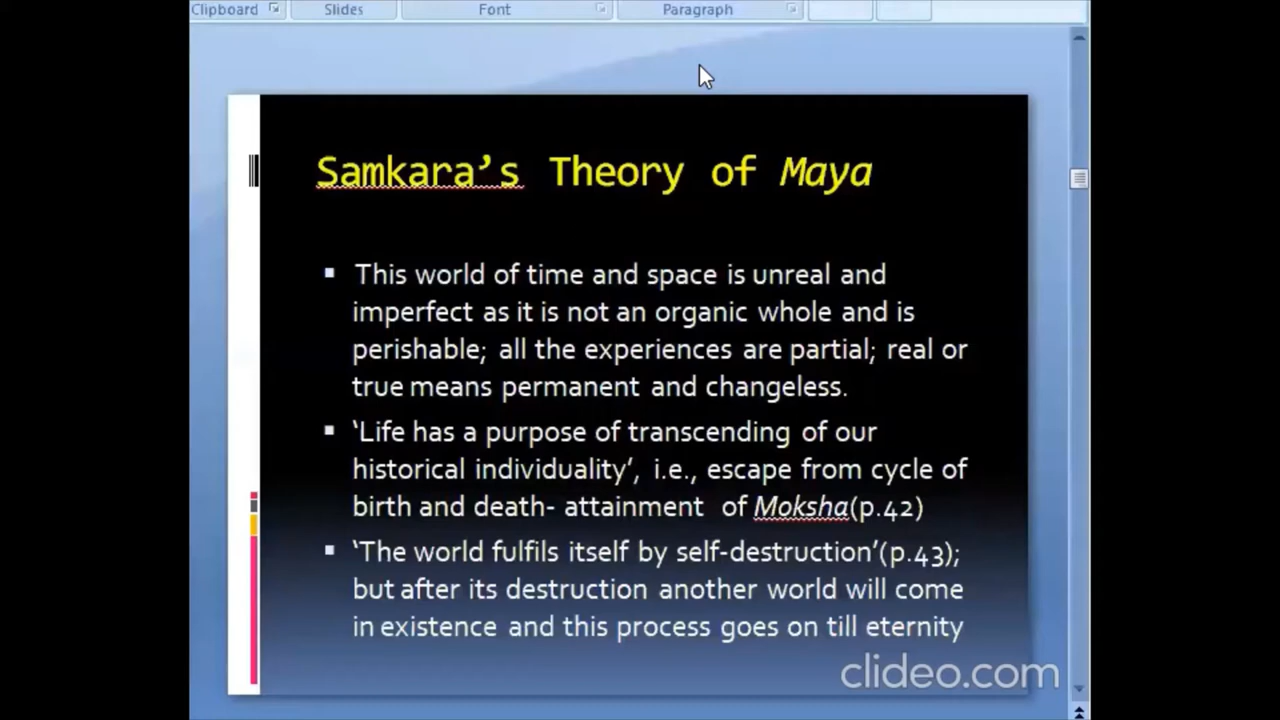 Clipboard Slides Font Paragraph
Samkara’s Theory of Maya
▪ This world of time and space is unreal and
imperfect as it is not an organic whole and is
perishable; all the experiences are partial; real or
true means permanent and changeless.
▪ ‘Life has a purpose of transcending of our
historical individuality’, i.e., escape from cycle of
birth and death- attainment of Moksha(p.42)
▪ ‘The world fulfils itself by self-destruction’(p.43);
but after its destruction another world will come
in existence and this process goes on till eternity
clideo.com